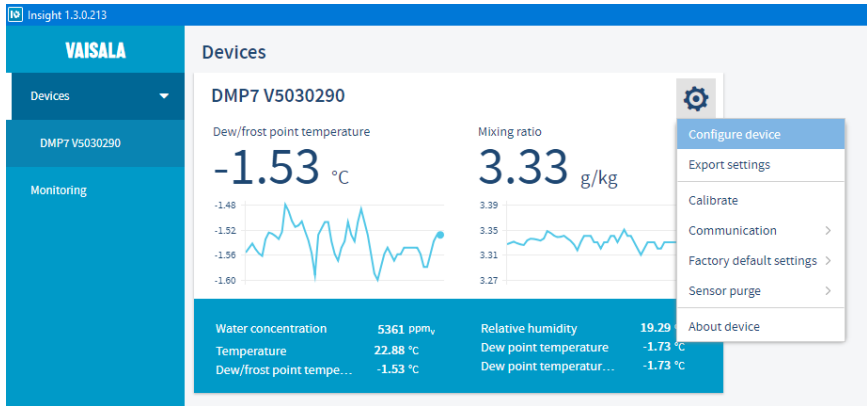 Insight 1.3.0.213
VAISALA
Devices
DMP7 V5030290
Monitoring
Devices
DMP7 V5030290
Dew/frost point temperature
-1.53 °C
-1.48
-1.52
-1.56
-1.60
Mixing ratio
3.33 g/kg
3.39
3.35
3.31
3.27
Water concentration 5361 ppmv
Temperature 22.88 °C
Dew/frost point tempe... -1.53 °C
Relative humidity 19.29
Dew point temperature -1.73 °C
Dew point temperatur... -1.73 °C
Configure device
Export settings
Calibrate
Communication
Factory default settings
Sensor purge
About device